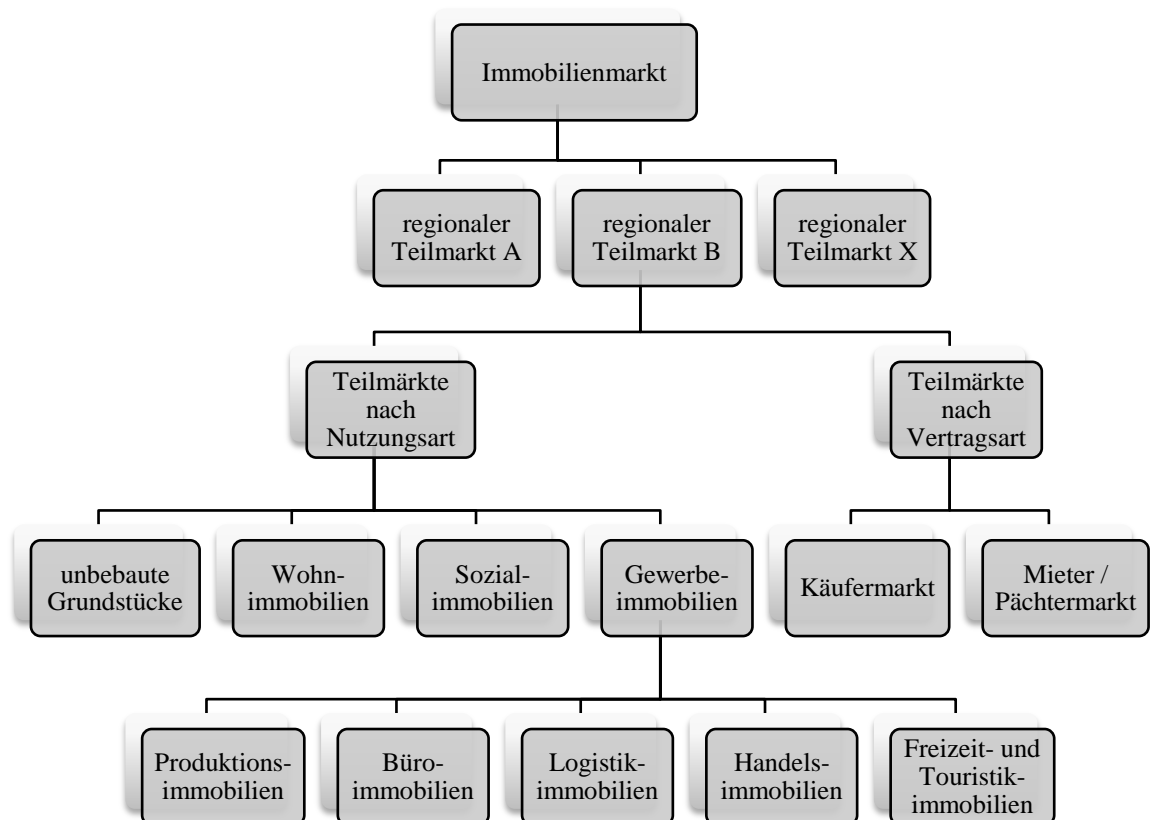 Immobilienmarkt
regionaler
Teilmarkt A
regionaler
Teilmarkt B
regionaler
Teilmarkt X
Teilmärkte
nach
Nutzungsart
Teilmärkte
nach
Vertragsart
unbebaute
Grundstücke
Wohn-
immobilien
Sozial-
immobilien
Gewerbe-
immobilien
Käufermarkt
Mieter /
Pächtermarkt
Produktions-
immobilien
Büro-
immobilien
Logistik-
immobilien
Handels-
immobilien
Freizeit- und
Touristik-
immobilien